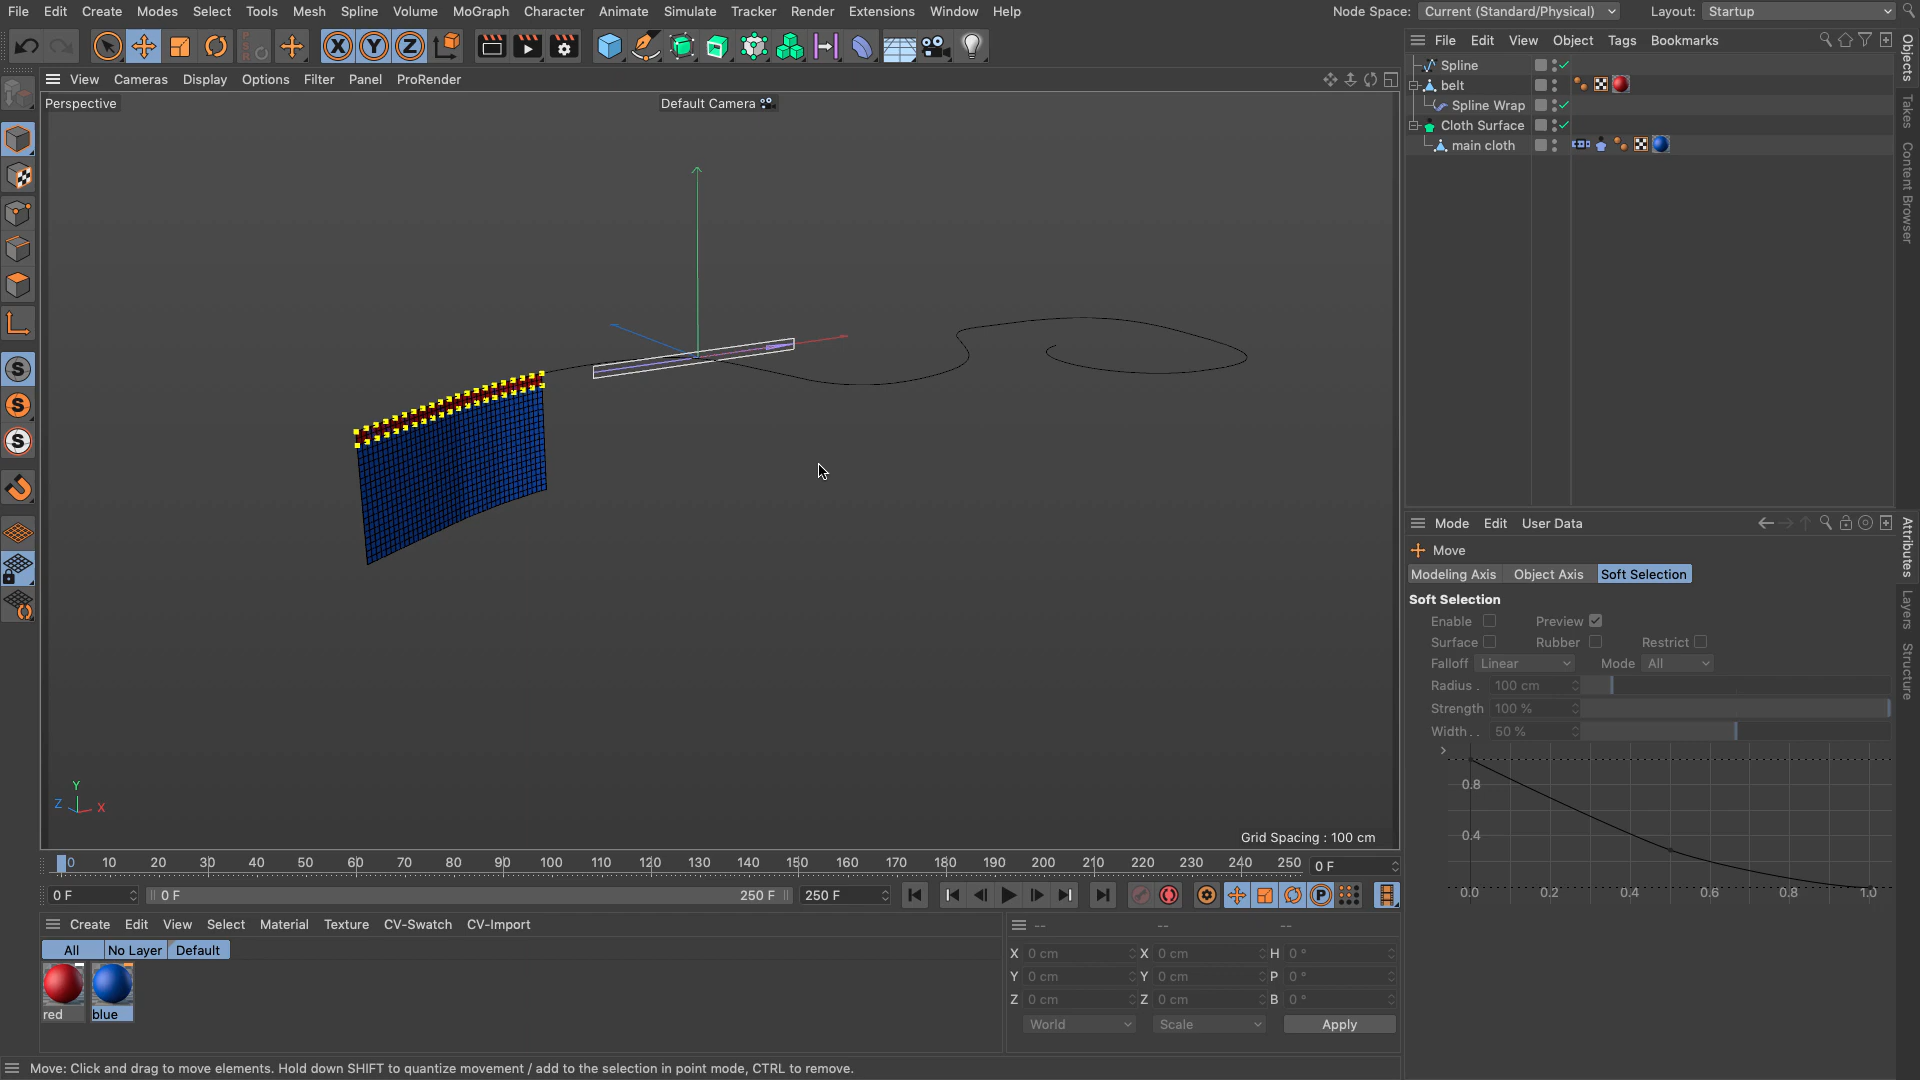 File Edit Create Modes Select Tools Mesh Spline Volume MoGraph Character Animate Simulate Tracker Render Extensions Window Help Node Space: Current (Standard/Physical) Layout: Startup
X Y Z
View Cameras Display Options Filter Panel ProRender
Perspective
Default Camera
Y
Z X
Grid Spacing : 100 cm
0 10 20 30 40 50 60 70 80 90 100 110 120 130 140 150 160 170 180 190 200 210 220 230 240 250 0 F
0 F 0 F 250 F 250 F
Create Edit View Select Material Texture CV-Swatch CV-Import
All No Layer Default
red blue
-- -- --
X 0 cm X 0 cm H 0 °
Y 0 cm Y 0 cm P 0 °
Z 0 cm Z 0 cm B 0 °
World Scale Apply
Move: Click and drag to move elements. Hold down SHIFT to quantize movement / add to the selection in point mode, CTRL to remove.
File Edit View Object Tags Bookmarks
Spline
belt
Spline Wrap
Cloth Surface
main cloth
Objects
Takes
Content Browser
Mode Edit User Data
Move
Modeling Axis Object Axis Soft Selection
Soft Selection
Enable Preview
Surface Rubber Restrict
Falloff Linear Mode All
Radius . 100 cm
Strength 100 %
Width . . 50 %
0.8
0.4
0.0 0.2 0.4 0.6 0.8 1.0
Attributes
Layers
Structure